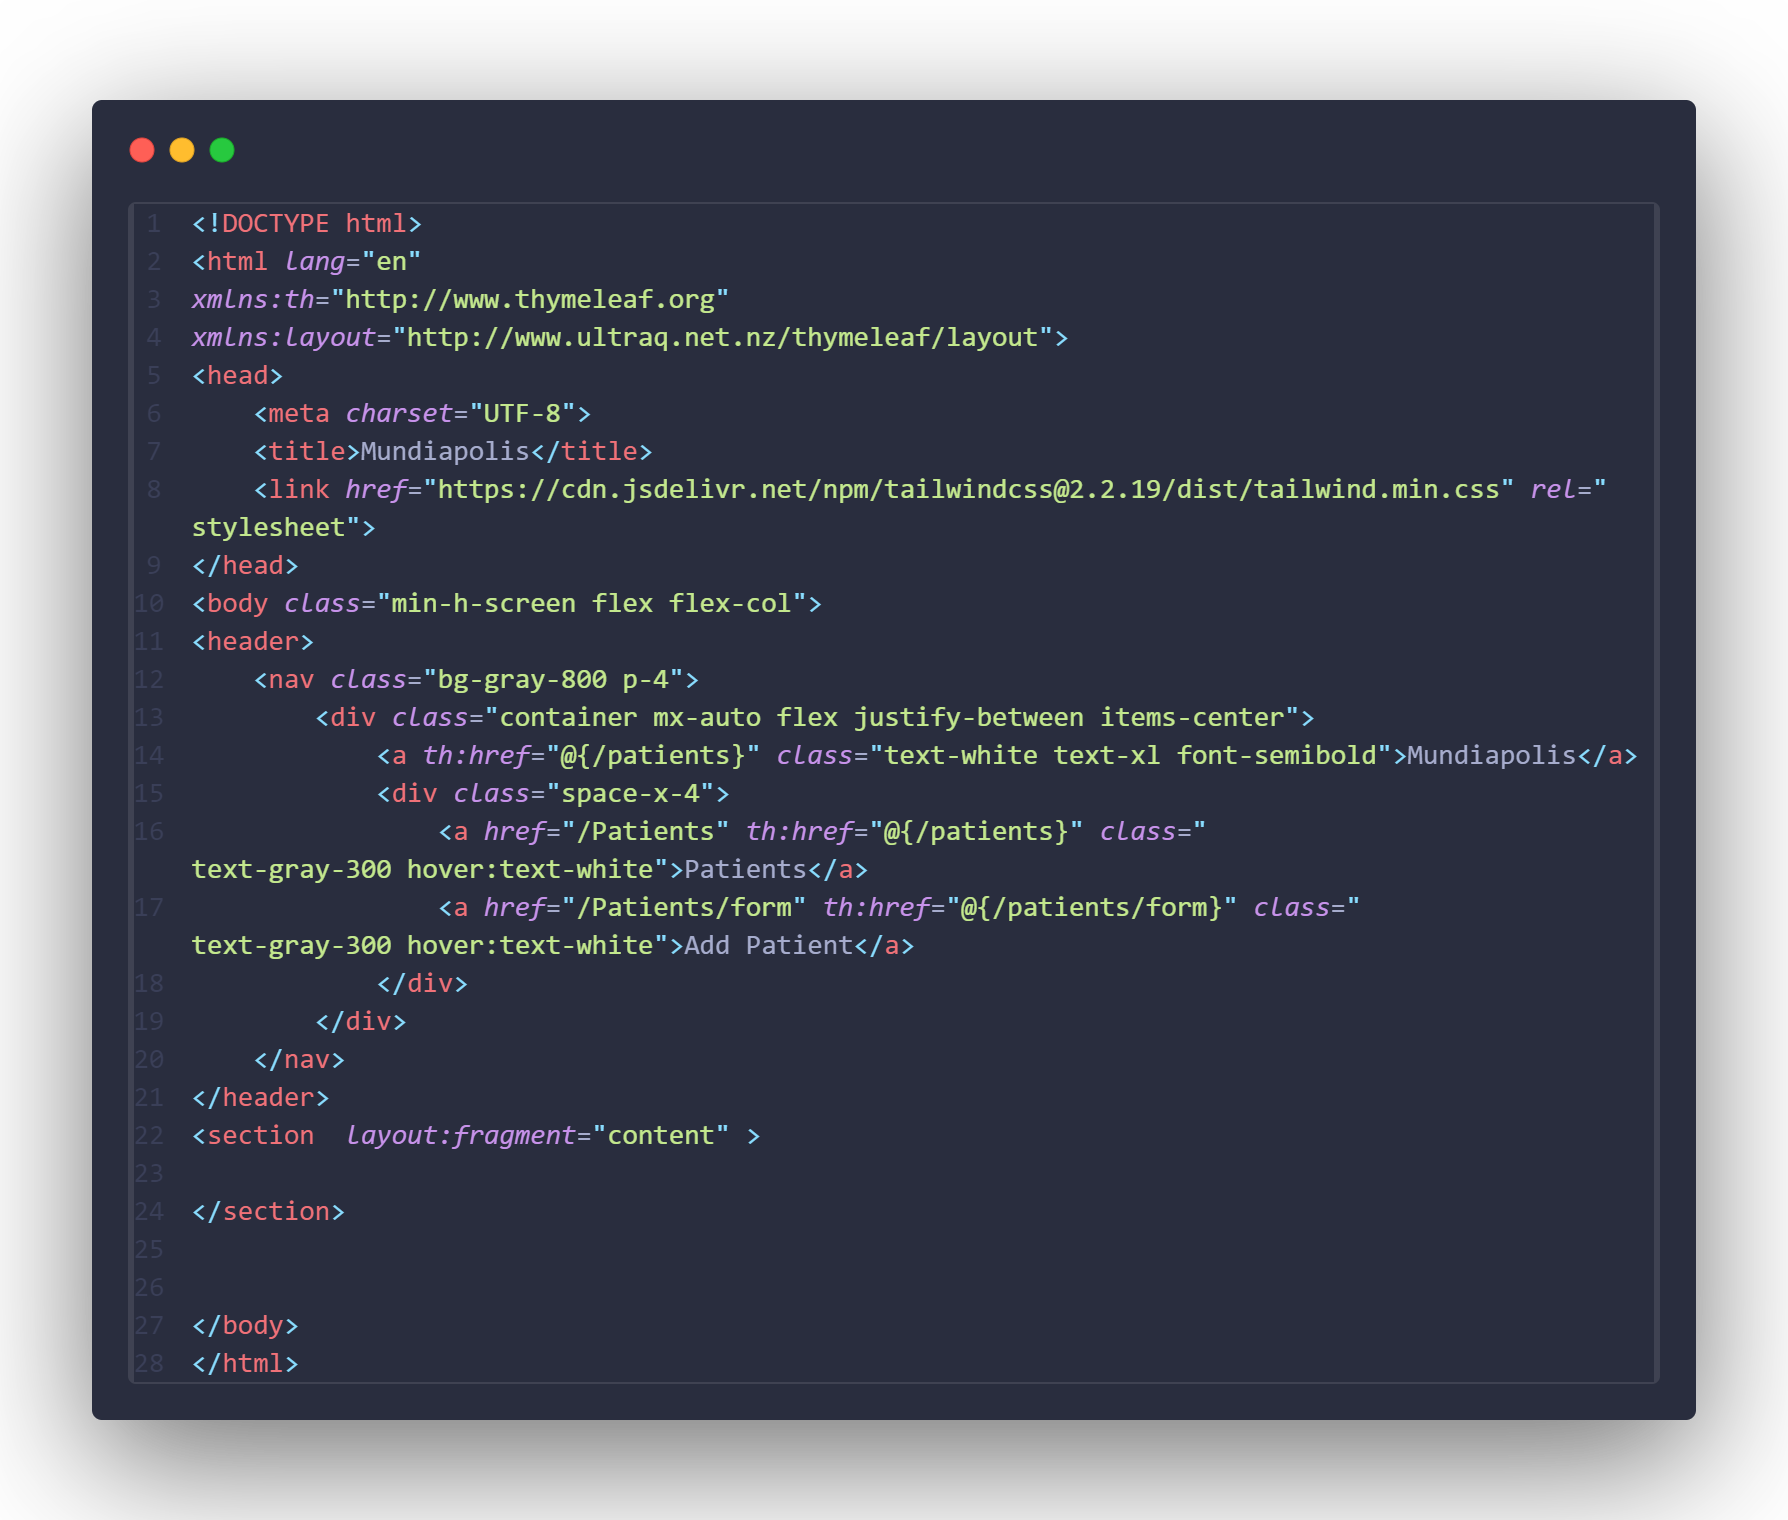 1 <!DOCTYPE html>
2 <html lang="en"
3 xmlns:th="http://www.thymeleaf.org"
4 xmlns:layout="http://www.ultraq.net.nz/thymeleaf/layout">
5 <head>
6     <meta charset="UTF-8">
7     <title>Mundiapolis</title>
8     <link href="https://cdn.jsdelivr.net/npm/tailwindcss@2.2.19/dist/tailwind.min.css" rel="
stylesheet">
9 </head>
10 <body class="min-h-screen flex flex-col">
11 <header>
12     <nav class="bg-gray-800 p-4">
13         <div class="container mx-auto flex justify-between items-center">
14             <a th:href="@{/patients}" class="text-white text-xl font-semibold">Mundiapolis</a>
15             <div class="space-x-4">
16                 <a href="/Patients" th:href="@{/patients}" class="
text-gray-300 hover:text-white">Patients</a>
17                 <a href="/Patients/form" th:href="@{/patients/form}" class="
text-gray-300 hover:text-white">Add Patient</a>
18             </div>
19         </div>
20     </nav>
21 </header>
22 <section  layout:fragment="content" >
23
24 </section>
25
26
27 </body>
28 </html>